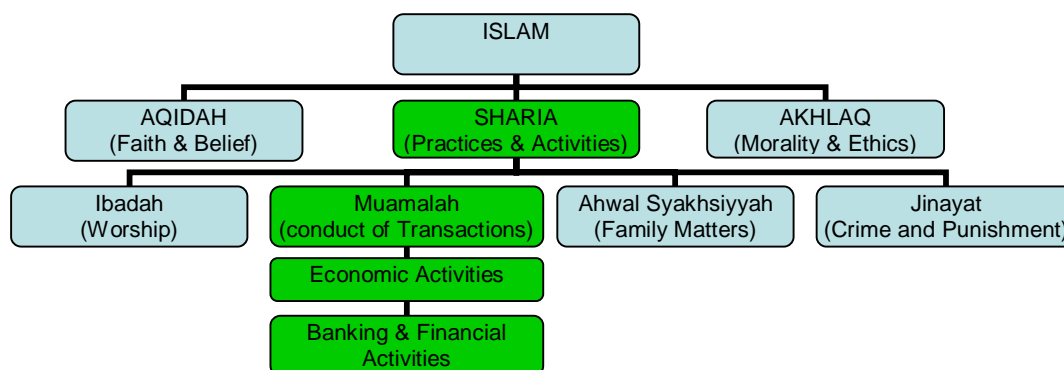 ISLAM
AQIDAH
(Faith & Belief)
SHARIA
(Practices & Activities)
AKHLAQ
(Morality & Ethics)
Ibadah
(Worship)
Muamalah
(conduct of Transactions)
Ahwal Syakhsiyyah
(Family Matters)
Jinayat
(Crime and Punishment)
Economic Activities
Banking & Financial
Activities